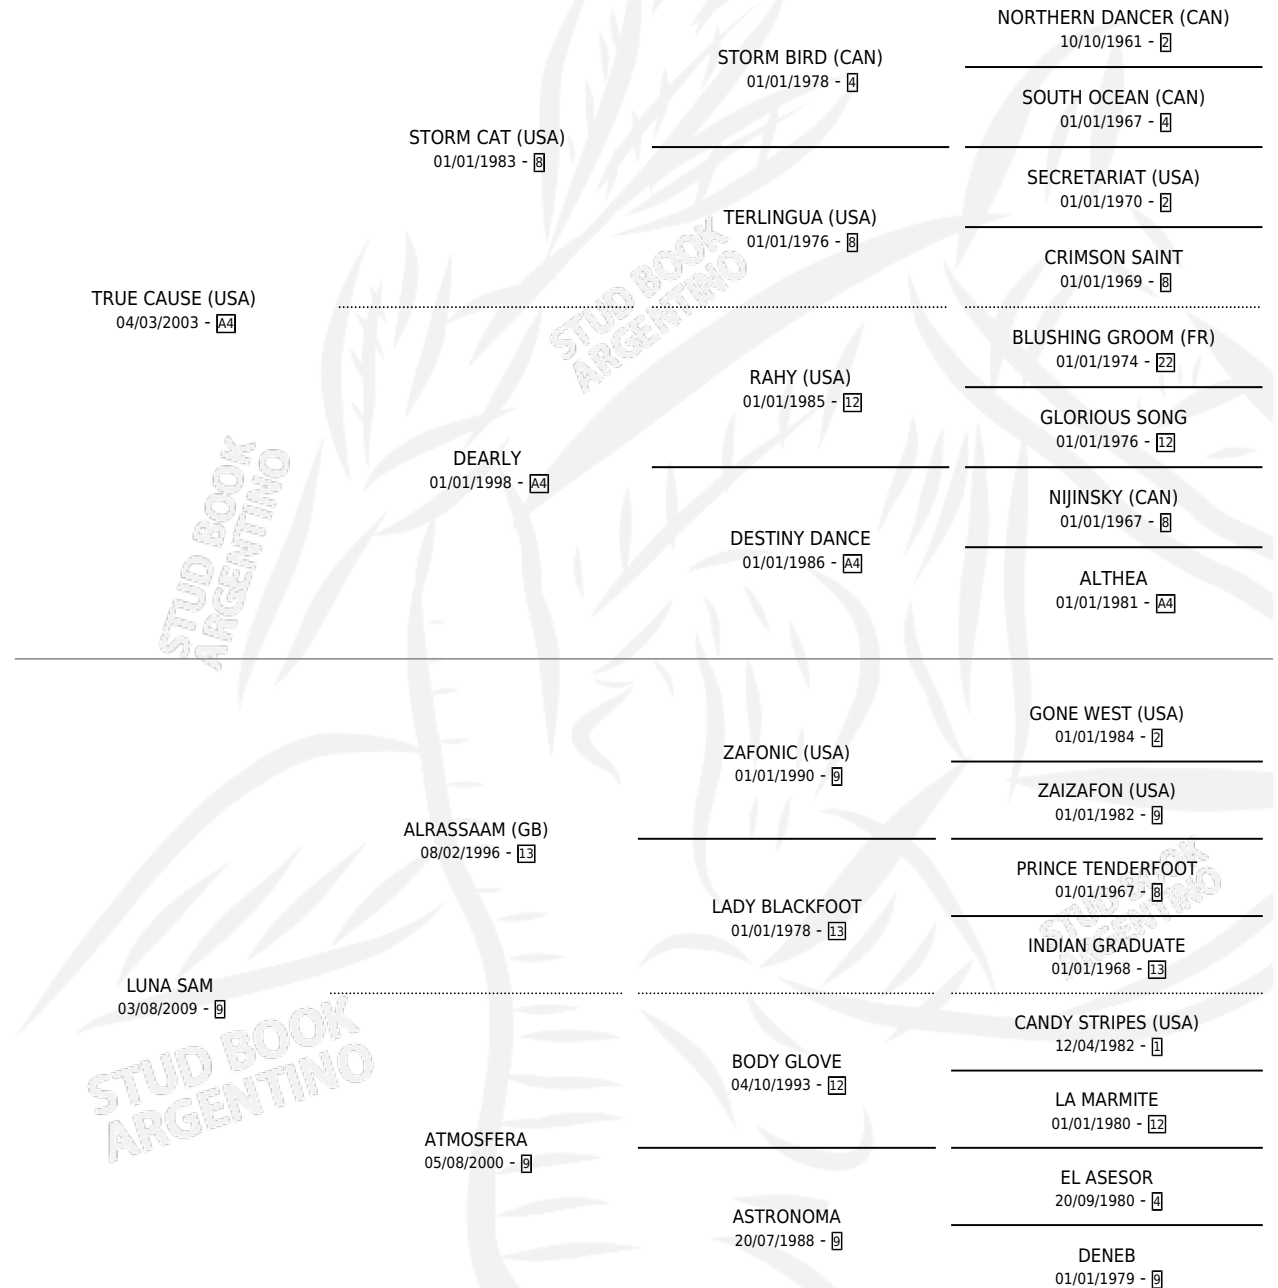 NORTHERN DANCER (CAN)
10/10/1961 - 2
STORM BIRD (CAN)
01/01/1978 - 4
SOUTH OCEAN (CAN)
01/01/1967 - 4
STORM CAT (USA)
01/01/1983 - 8
SECRETARIAT (USA)
01/01/1970 - 2
TERLINGUA (USA)
01/01/1976 - 8
CRIMSON SAINT
01/01/1969 - 8
TRUE CAUSE (USA)
04/03/2003 - A4
BLUSHING GROOM (FR)
01/01/1974 - 22
RAHY (USA)
01/01/1985 - 12
GLORIOUS SONG
01/01/1976 - 12
DEARLY
01/01/1998 - A4
NIJINSKY (CAN)
01/01/1967 - 8
DESTINY DANCE
01/01/1986 - A4
ALTHEA
01/01/1981 - A4
GONE WEST (USA)
01/01/1984 - 2
ZAFONIC (USA)
01/01/1990 - 9
ZAIZAFON (USA)
01/01/1982 - 9
ALRASSAAM (GB)
08/02/1996 - 13
PRINCE TENDERFOOT
01/01/1967 - 8
LADY BLACKFOOT
01/01/1978 - 13
INDIAN GRADUATE
01/01/1968 - 13
LUNA SAM
03/08/2009 - 9
CANDY STRIPES (USA)
12/04/1982 - 1
BODY GLOVE
04/10/1993 - 12
LA MARMITE
01/01/1980 - 12
ATMOSFERA
05/08/2000 - 9
EL ASESOR
20/09/1980 - 4
ASTRONOMA
20/07/1988 - 9
DENEB
01/01/1979 - 9
STUD BOOK
ARGENTINO
STUD BOOK
ARGENTINO
STUD BOOK
ARGENTINO
STUD BOOK
ARGENTINO